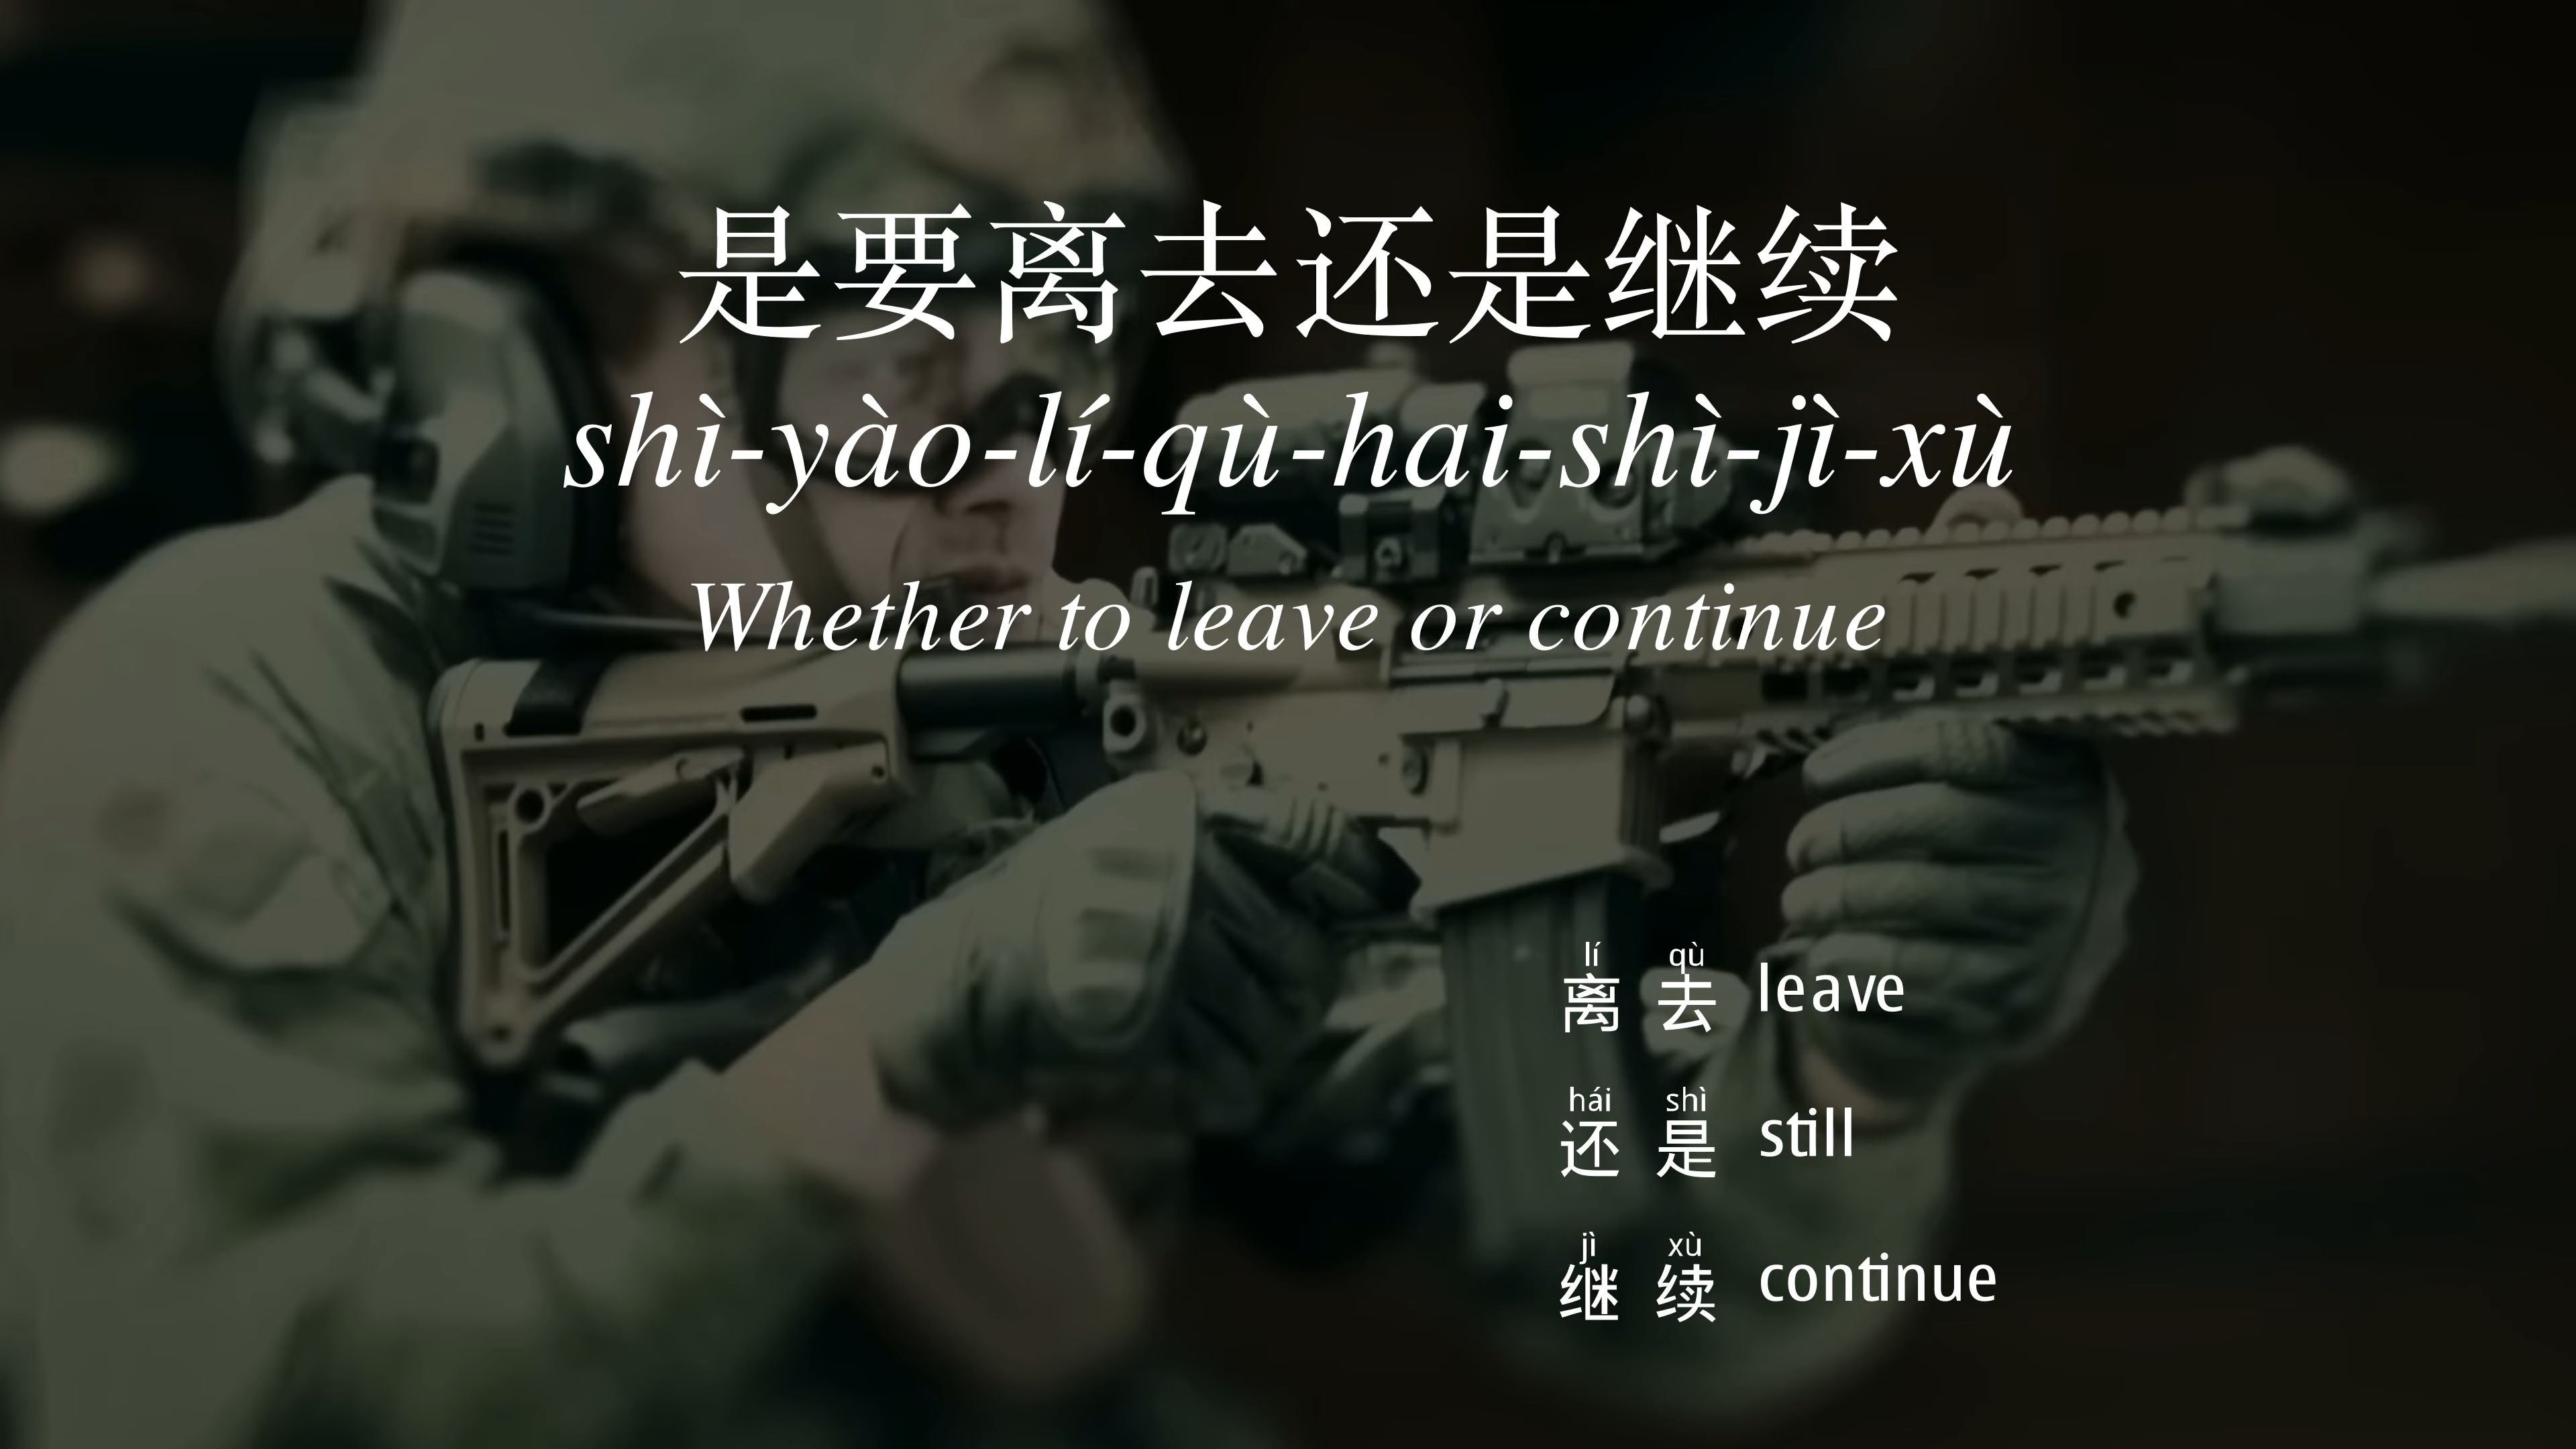 是要离去还是继续
shì-yào-lí-qù-hai-shì-jì-xù
Whether to leave or continue
lí qù
离 去 leave
hái shì
还 是 still
jì xù
继 续 continue